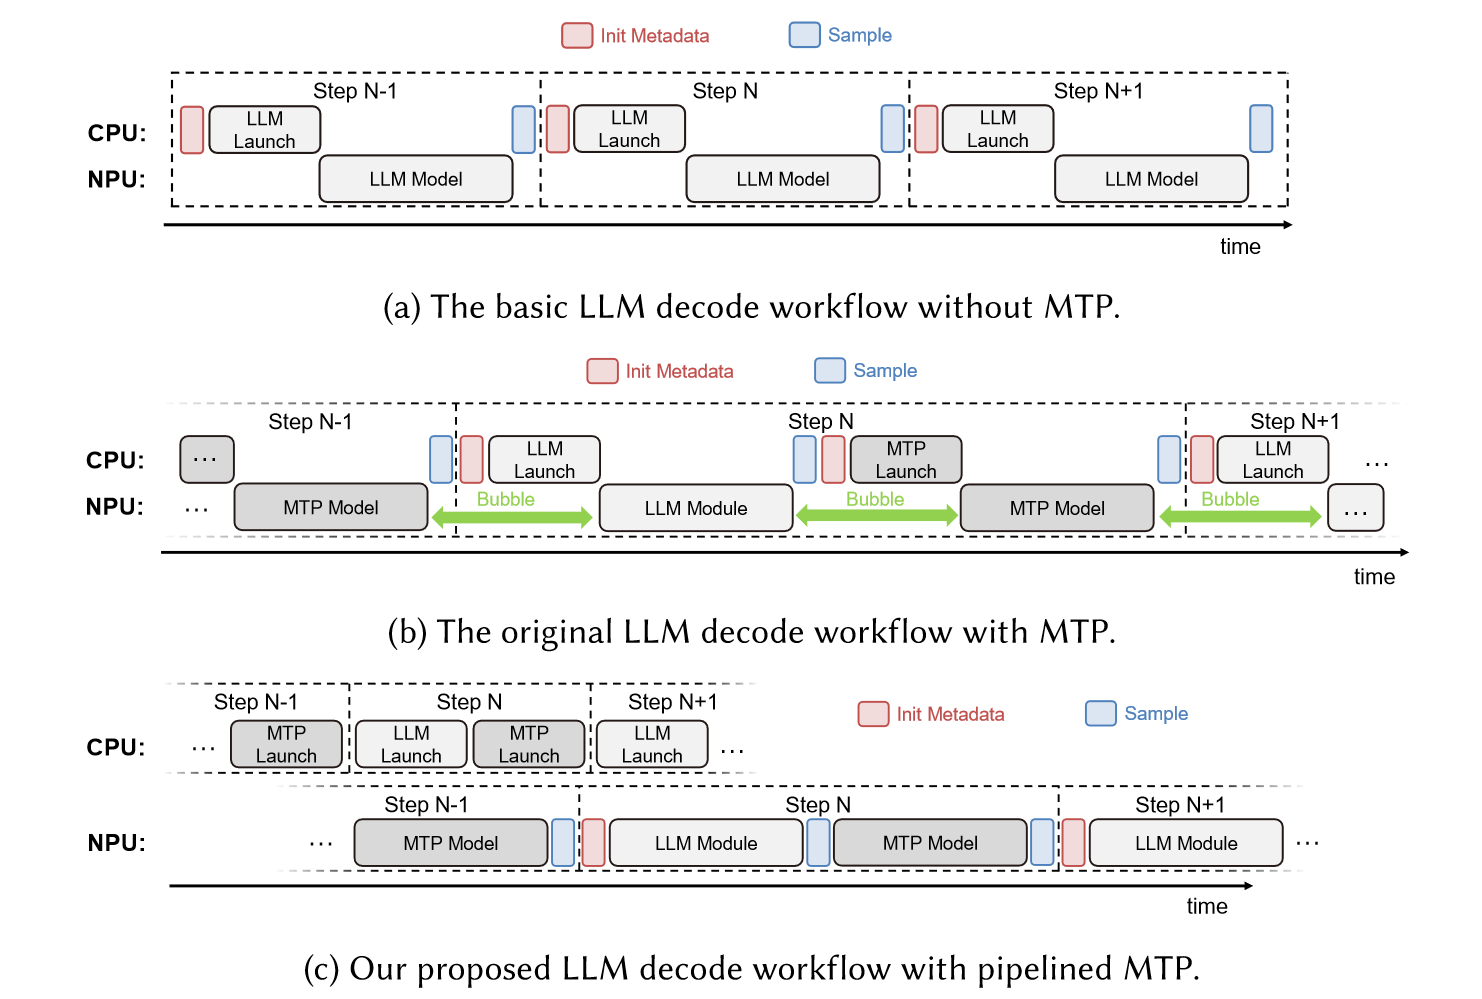 Init Metadata Sample
Step N-1 Step N Step N+1
CPU: LLM Launch LLM Launch LLM Launch
NPU: LLM Model LLM Model LLM Model
time
(a) The basic LLM decode workflow without MTP.
Init Metadata Sample
Step N-1 Step N Step N+1
CPU: ... LLM Launch MTP Launch LLM Launch ...
Bubble Bubble Bubble
NPU: ... MTP Model LLM Module MTP Model ...
time
(b) The original LLM decode workflow with MTP.
Step N-1 Step N Step N+1 Init Metadata Sample
CPU: ... MTP Launch LLM Launch MTP Launch LLM Launch ...
Step N-1 Step N Step N+1
NPU: ... MTP Model LLM Module MTP Model LLM Module ...
time
(c) Our proposed LLM decode workflow with pipelined MTP.